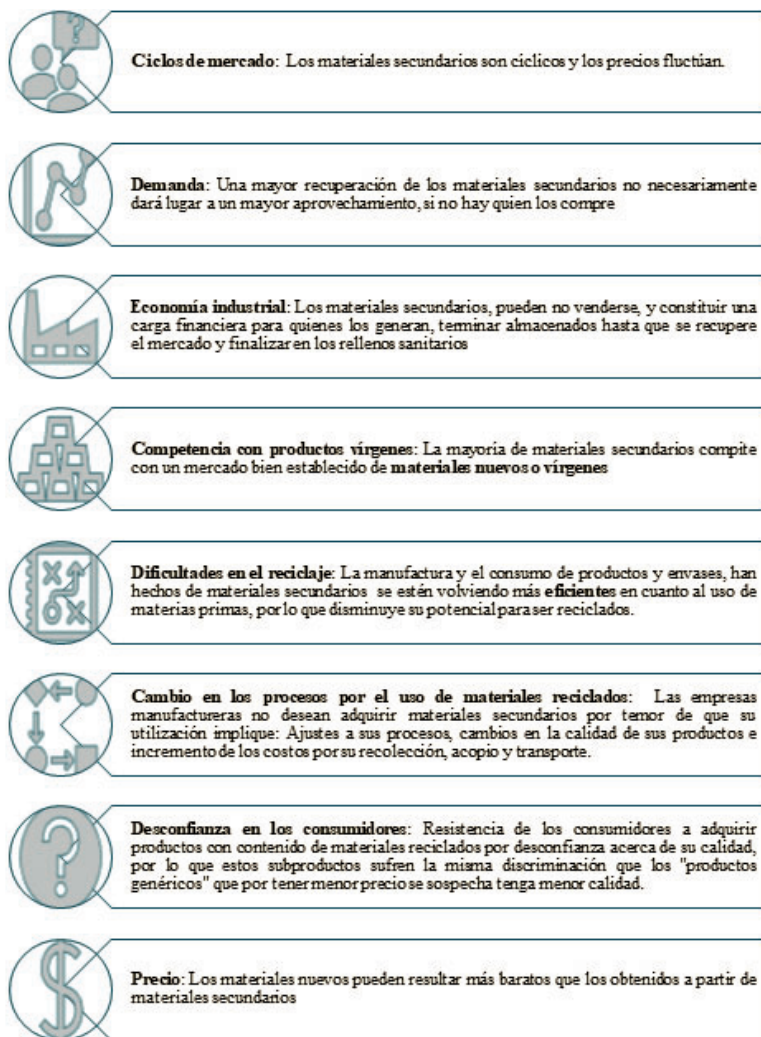 ?
Ciclos de mercado: Los materiales secundarios son cíclicos y los precios fluctúan.
Demanda: Una mayor recuperación de los materiales secundarios no necesariamente
dará lugar a un mayor aprovechamiento, si no hay quien los compre
Economía industrial: Los materiales secundarios, pueden no venderse, y constituir una
carga financiera para quienes los generan, terminar almacenados hasta que se recupere
el mercado y finalizar en los rellenos sanitarios
Competencia con productos vírgenes: La mayoría de materiales secundarios compite
con un mercado bien establecido de materiales nuevos o vírgenes
Dificultades en el reciclaje: La manufactura y el consumo de productos y envases, han
hechos de materiales secundarios se estén volviendo más eficientes en cuanto al uso de
materias primas, por lo que disminuye su potencial para ser reciclados.
Cambio en los procesos por el uso de materiales reciclados: Las empresas
manufactureras no desean adquirir materiales secundarios por temor de que su
utilización implique: Ajustes a sus procesos, cambios en la calidad de sus productos e
incremento de los costos por su recolección, acopio y transporte.
?
Desconfianza en los consumidores: Resistencia de los consumidores a adquirir
productos con contenido de materiales reciclados por desconfianza acerca de su calidad,
por lo que estos subproductos sufren la misma discriminación que los "productos
genéricos" que por tener menor precio se sospecha tenga menor calidad.
$
Precio: Los materiales nuevos pueden resultar más baratos que los obtenidos a partir de
materiales secundarios